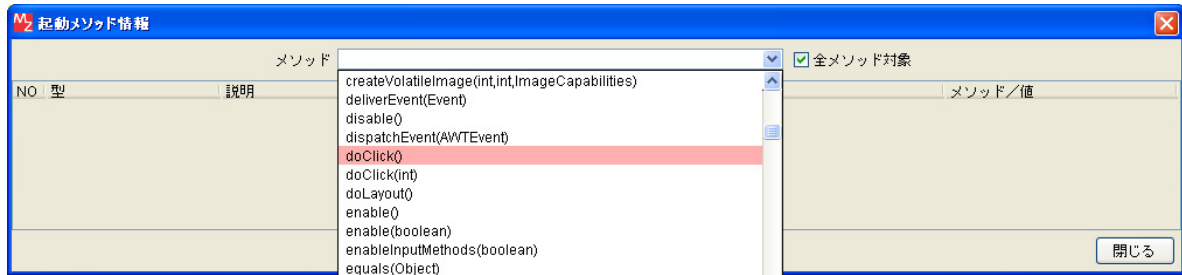 MZ 起動メソッド情報
メソッド
全メソッド対象
NO 型 説明 メソッド/値
createVolatileImage(int,int,ImageCapabilities)
deliverEvent(Event)
disable()
dispatchEvent(AWTEvent)
doClick()
doClick(int)
doLayout()
enable()
enable(boolean)
enableInputMethods(boolean)
equals(Object)
閉じる